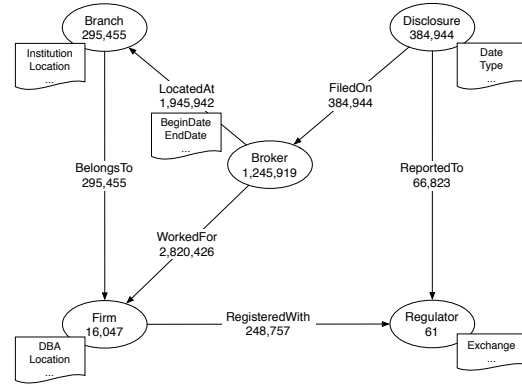 Branch
295,455
Institution
Location
...
Disclosure
384,944
Date
Type
...
LocatedAt
1,945,942
BeginDate
EndDate
...
FiledOn
384,944
Broker
1,245,919
BelongsTo
295,455
ReportedTo
66,823
WorkedFor
2,820,426
Firm
16,047
DBA
Location
...
RegisteredWith
248,757
Regulator
61
Exchange
...